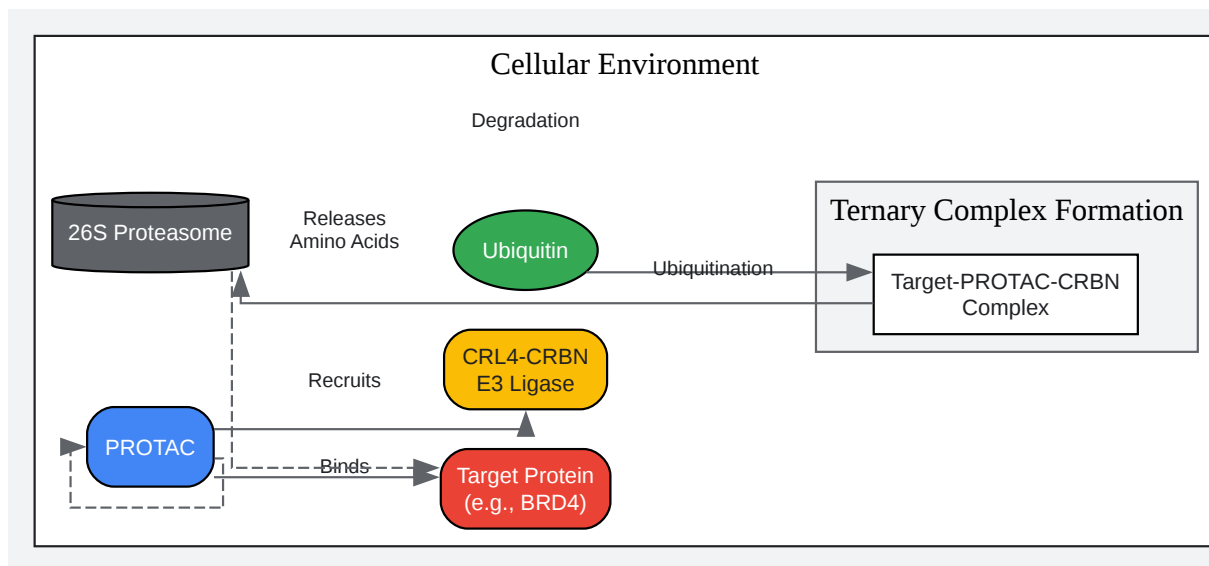 Cellular Environment
Degradation
Ternary Complex Formation
26S Proteasome
Releases
Amino Acids
Ubiquitin
Ubiquitination
Target-PROTAC-CRBN
Complex
CRL4-CRBN
E3 Ligase
Recruits
PROTAC
Binds
Target Protein
(e.g., BRD4)